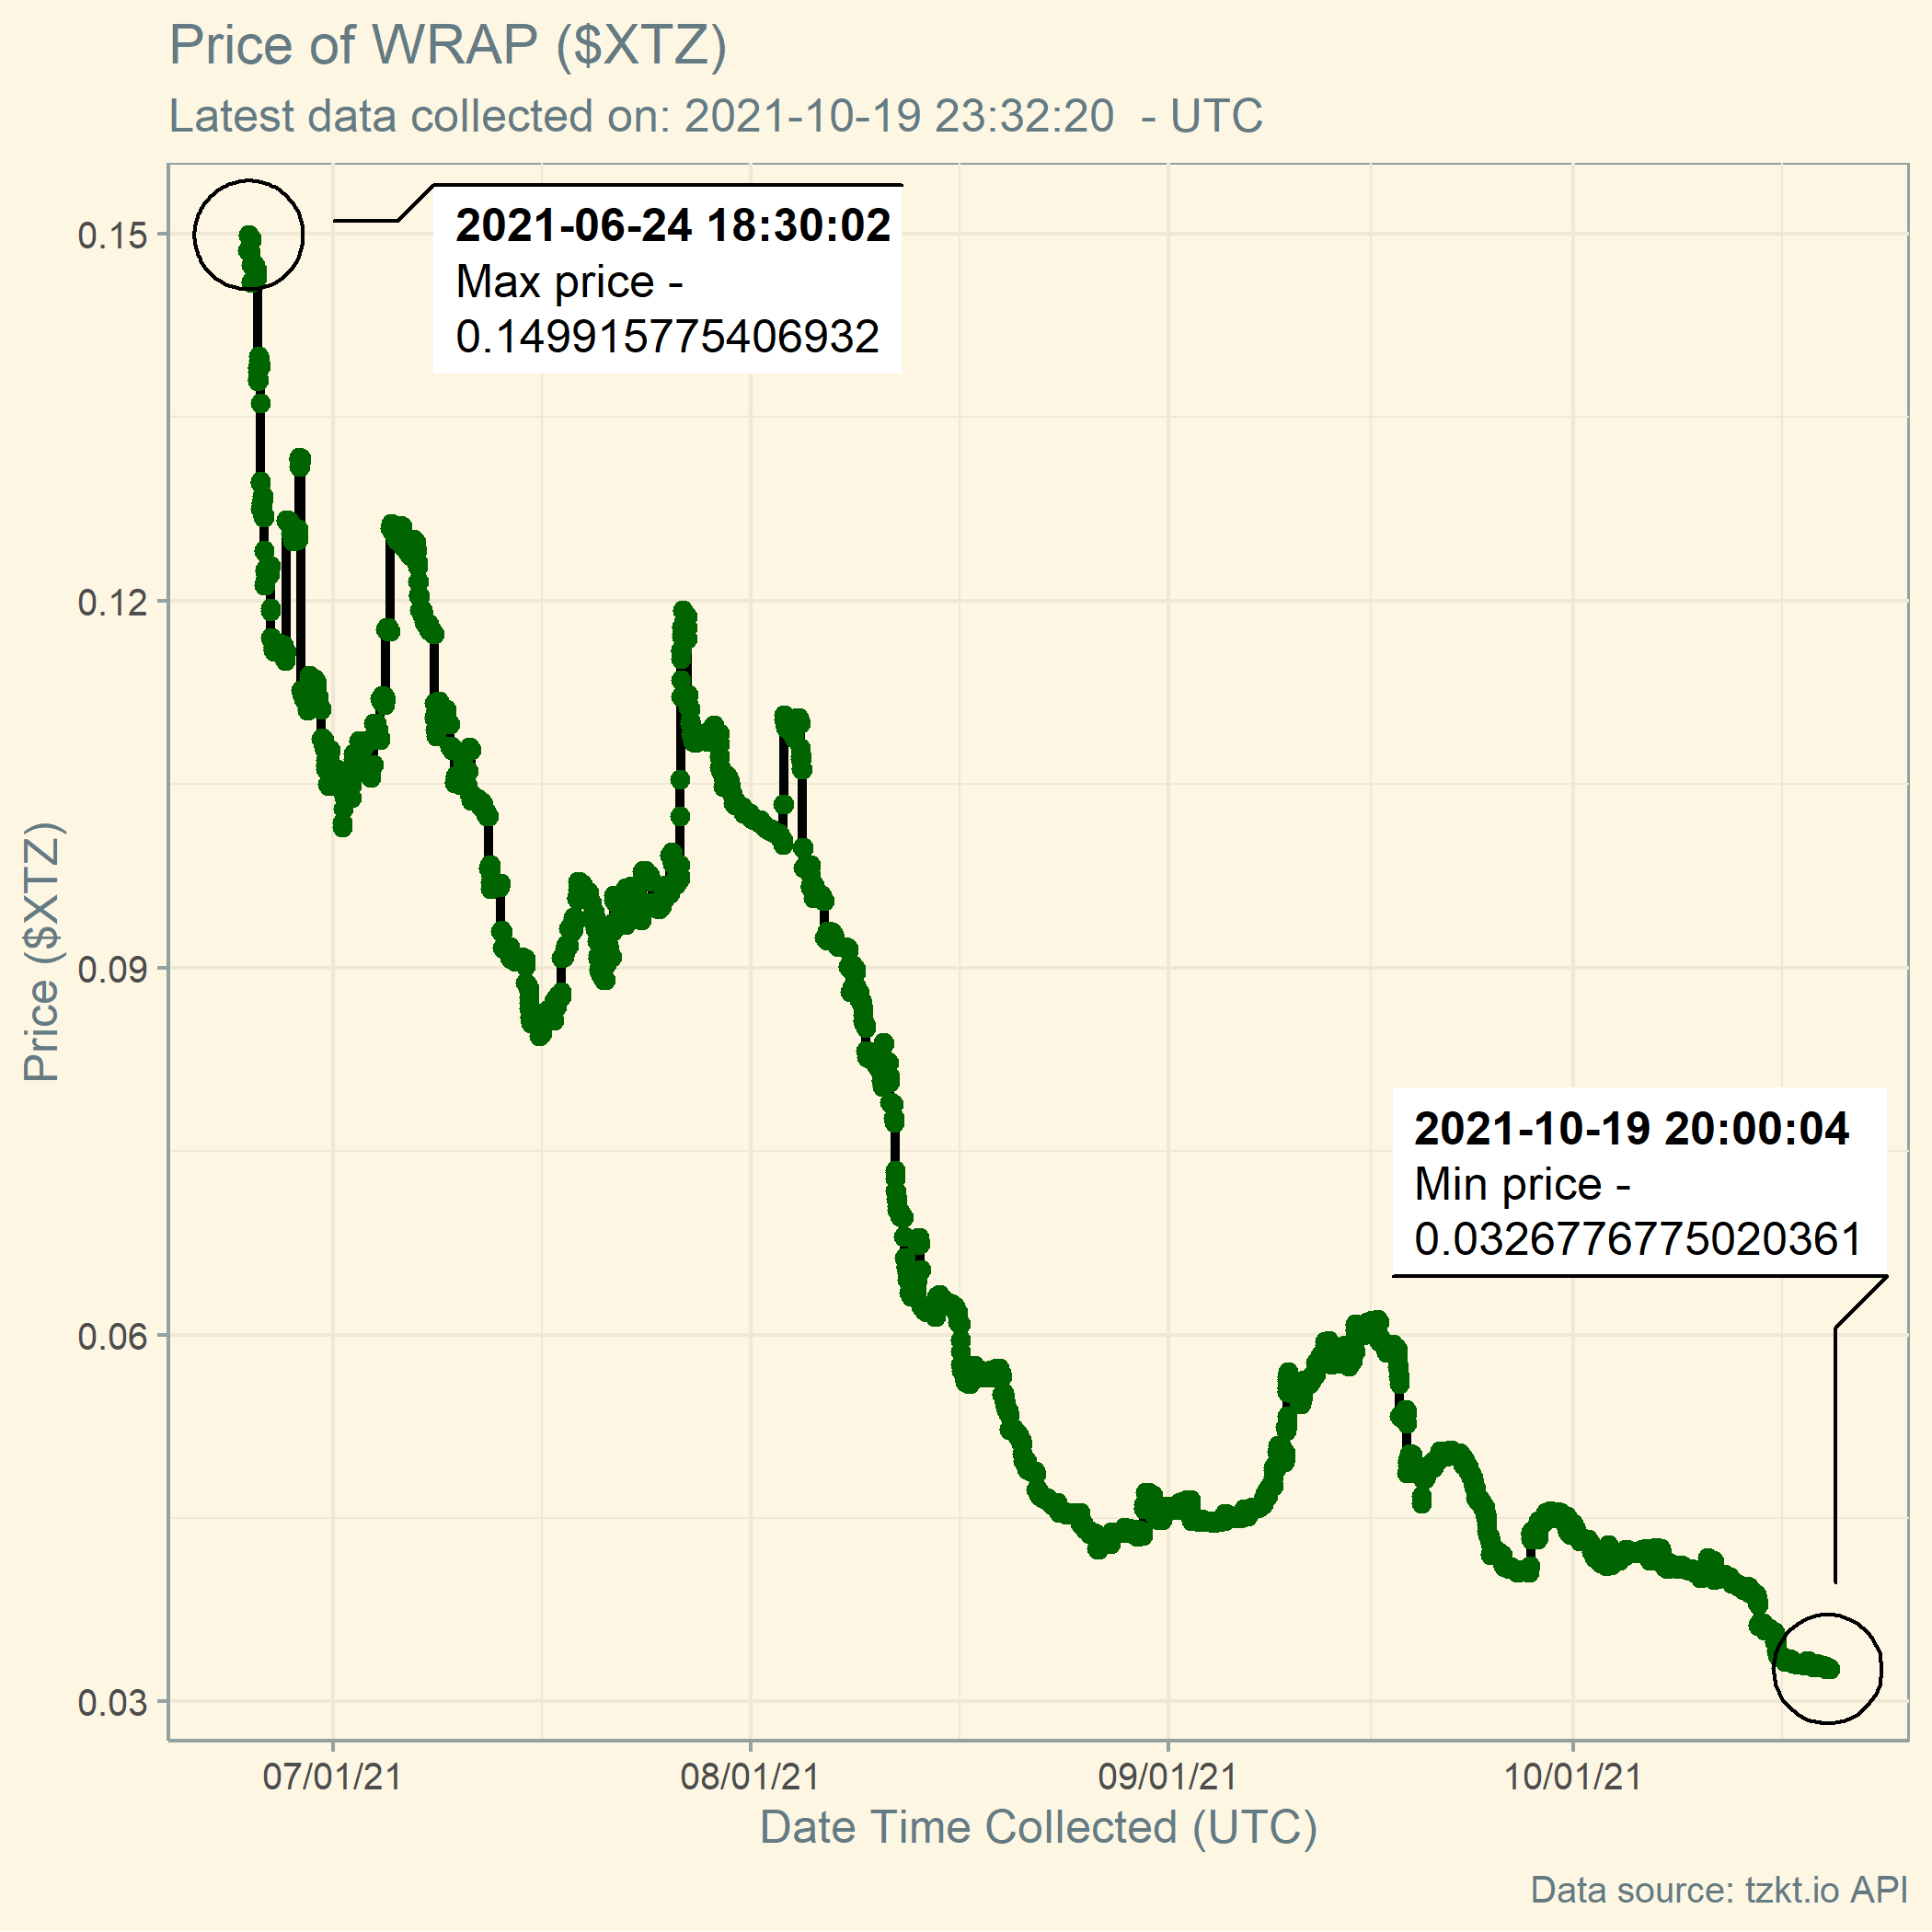 Price of WRAP ($XTZ)
Latest data collected on: 2021-10-19 23:32:20  - UTC
2021-06-24 18:30:02
Max price -
0.149915775406932
0.15
0.12
0.09
0.06
0.03
Price ($XTZ)
2021-10-19 20:00:04
Min price -
0.0326776775020361
07/01/21
08/01/21
09/01/21
10/01/21
Date Time Collected (UTC)
Data source: tzkt.io API